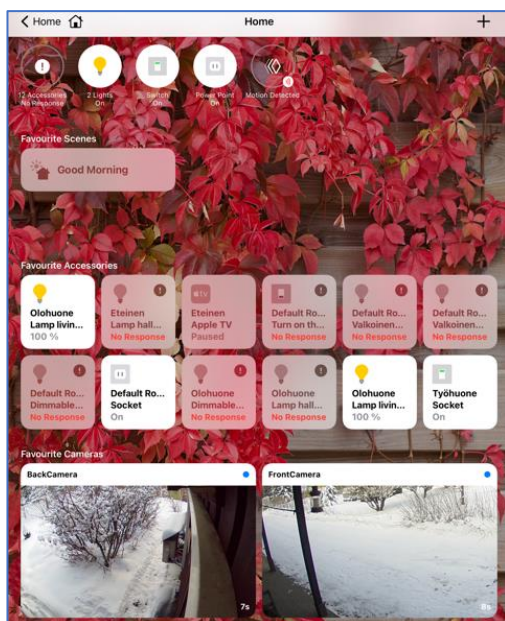 Home
Home
12 Accessories
No Response
2 Lights
On
Switch
On
Power Point
On
Motion Detected
Favourite Scenes
Good Morning
Favourite Accessories
Olohuone
Lamp livin...
100 %
Eteinen
Lamp hall...
No Response
tv
Eteinen
Apple TV
Paused
Default Ro...
Turn on th...
No Response
Default Ro...
Valkoinen...
No Response
Default Ro...
Valkoinen...
No Response
Default Ro...
Dimmable...
No Response
Default Ro...
Socket
On
Olohuone
Dimmable...
No Response
Olohuone
Lamp hall...
No Response
Olohuone
Lamp livin...
100 %
Työhuone
Socket
On
Favourite Cameras
BackCamera
7s
FrontCamera
8s